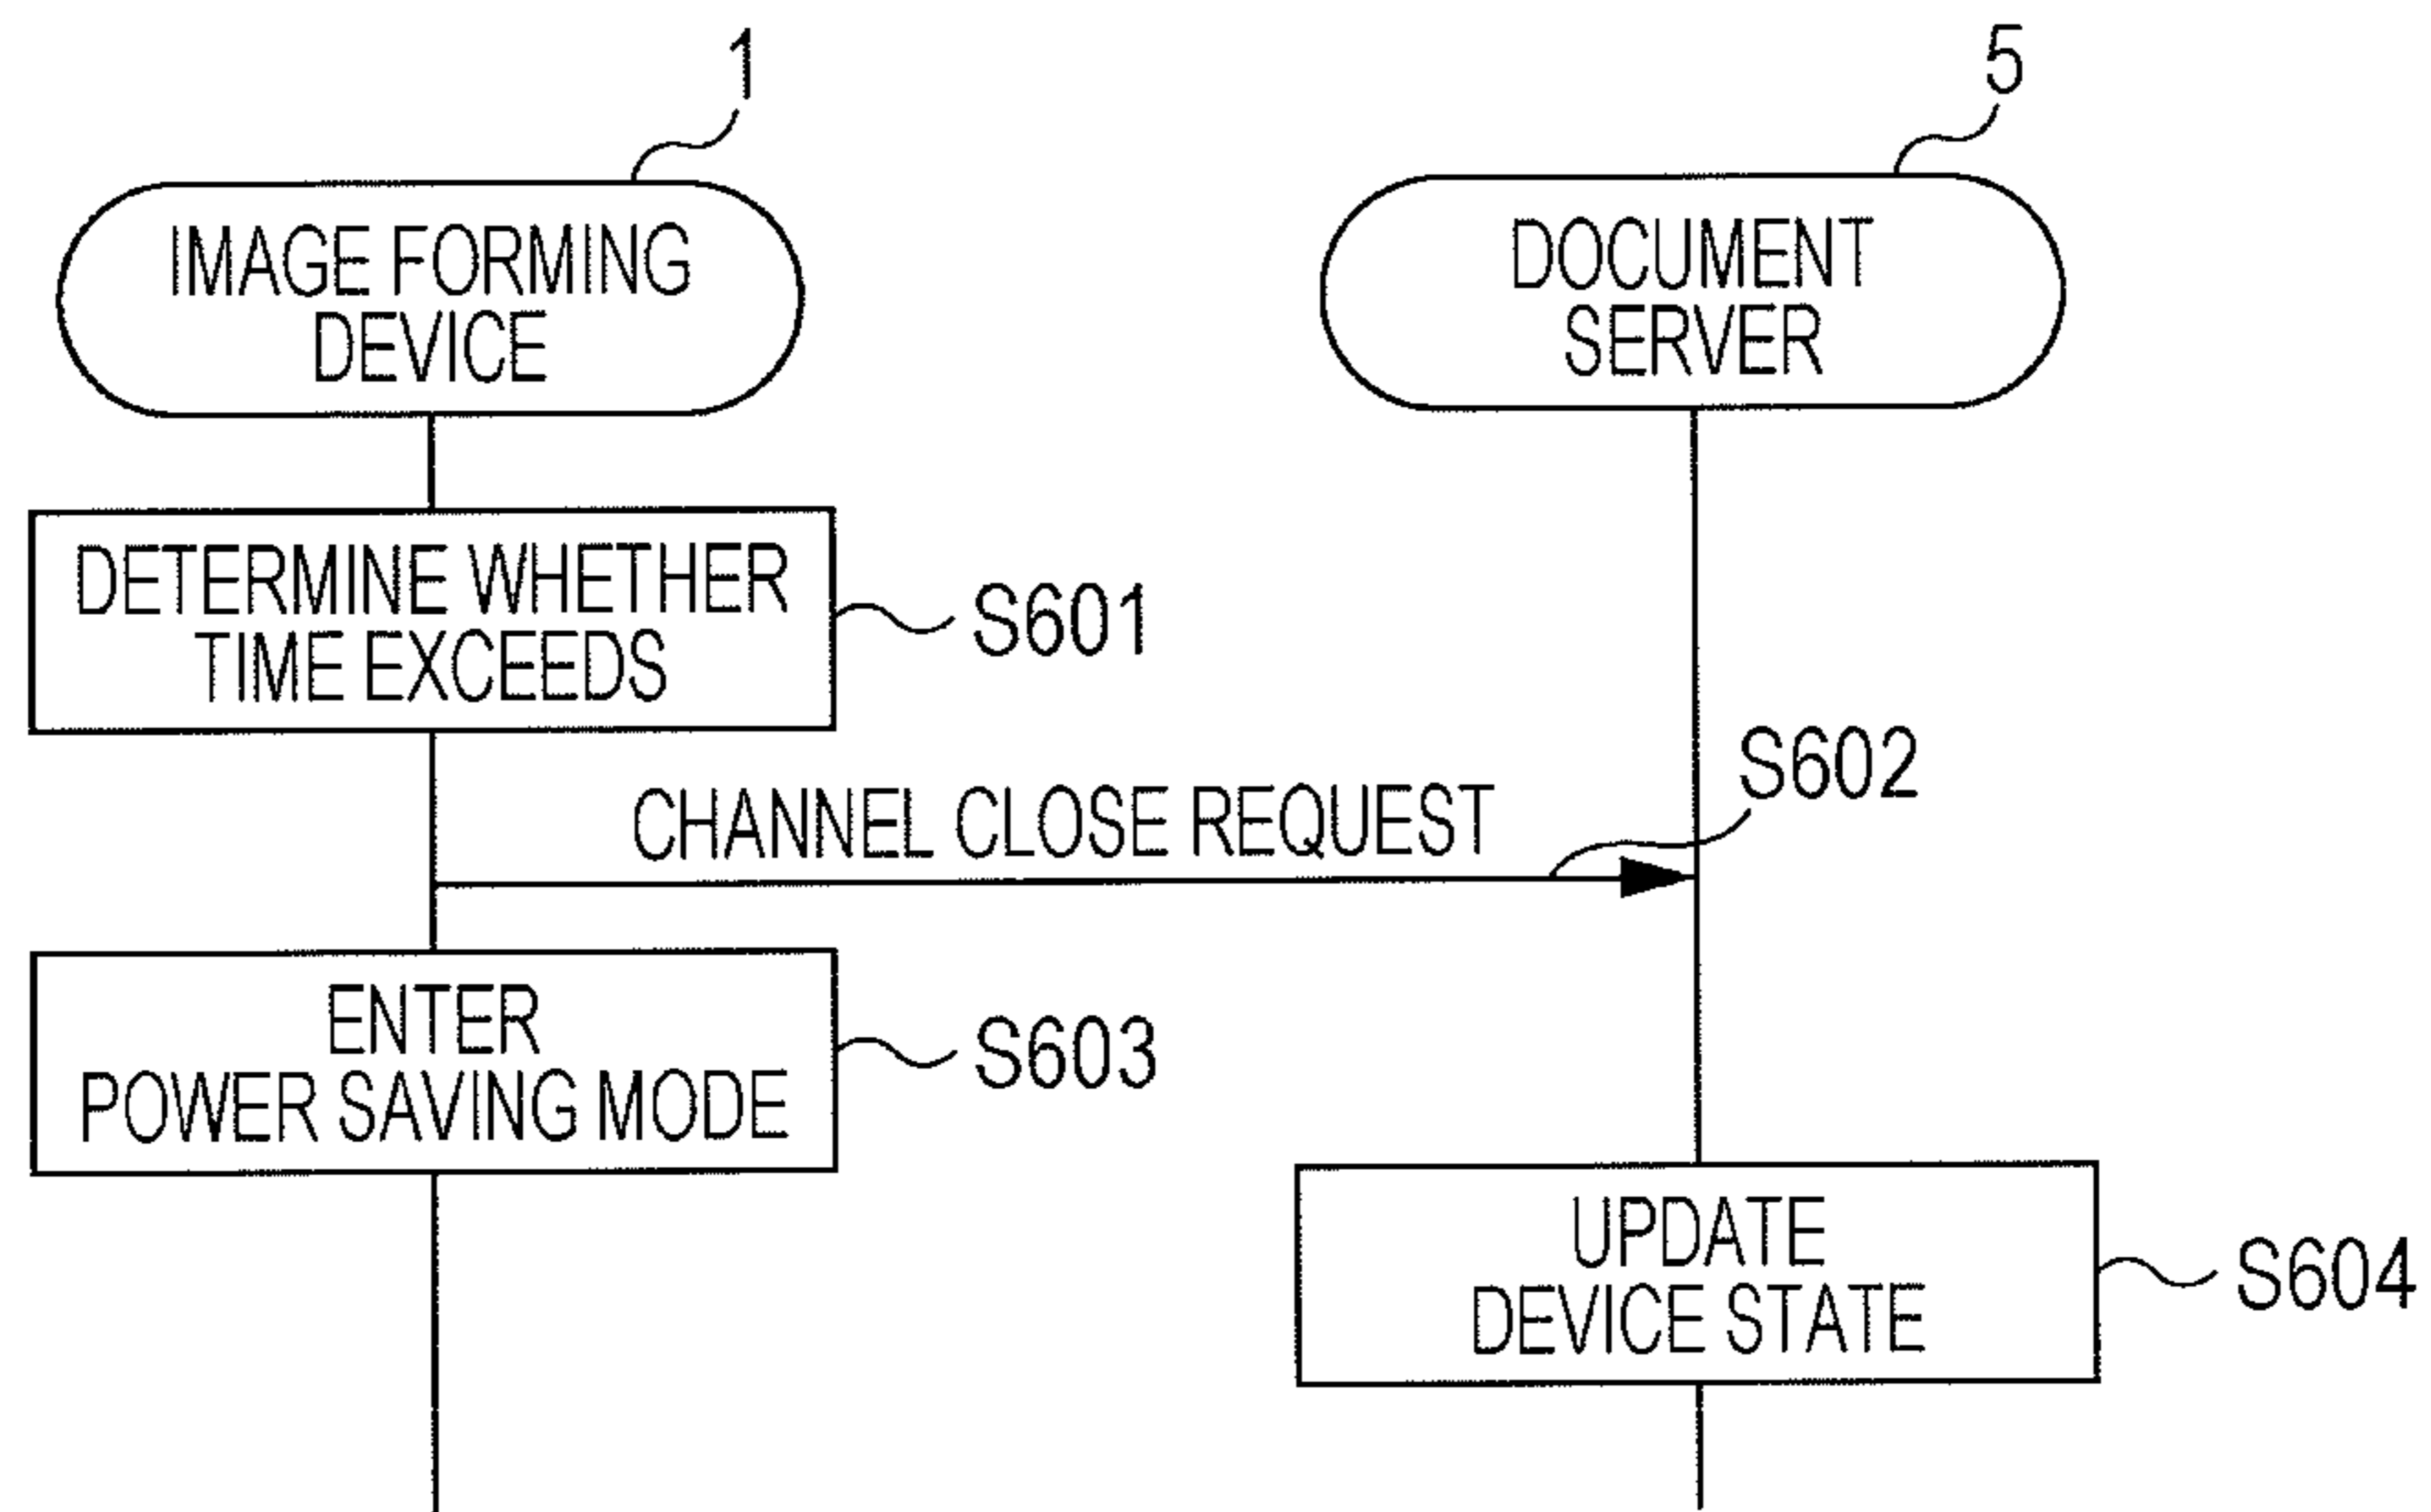 1
5
IMAGE FORMING
DEVICE
DOCUMENT
SERVER
DETERMINE WHETHER
TIME EXCEEDS
S601
CHANNEL CLOSE REQUEST
S602
ENTER
POWER SAVING MODE
S603
UPDATE
DEVICE STATE
S604